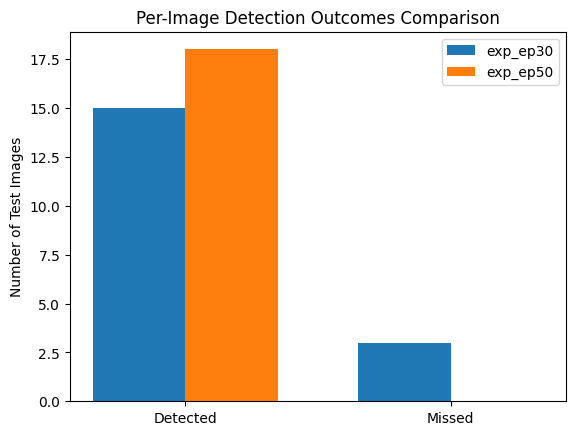 Per-Image Detection Outcomes Comparison
exp_ep30
exp_ep50
Number of Test Images
17.5
15.0
12.5
10.0
7.5
5.0
2.5
0.0
Detected
Missed